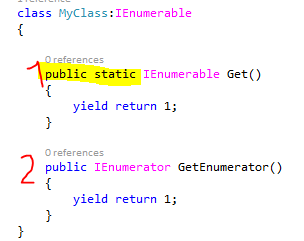 1 reference
class MyClass:IEnumerable
{
0 references
1 public static IEnumerable Get()
{
yield return 1;
}
0 references
2 public IEnumerator GetEnumerator()
{
yield return 1;
}
}